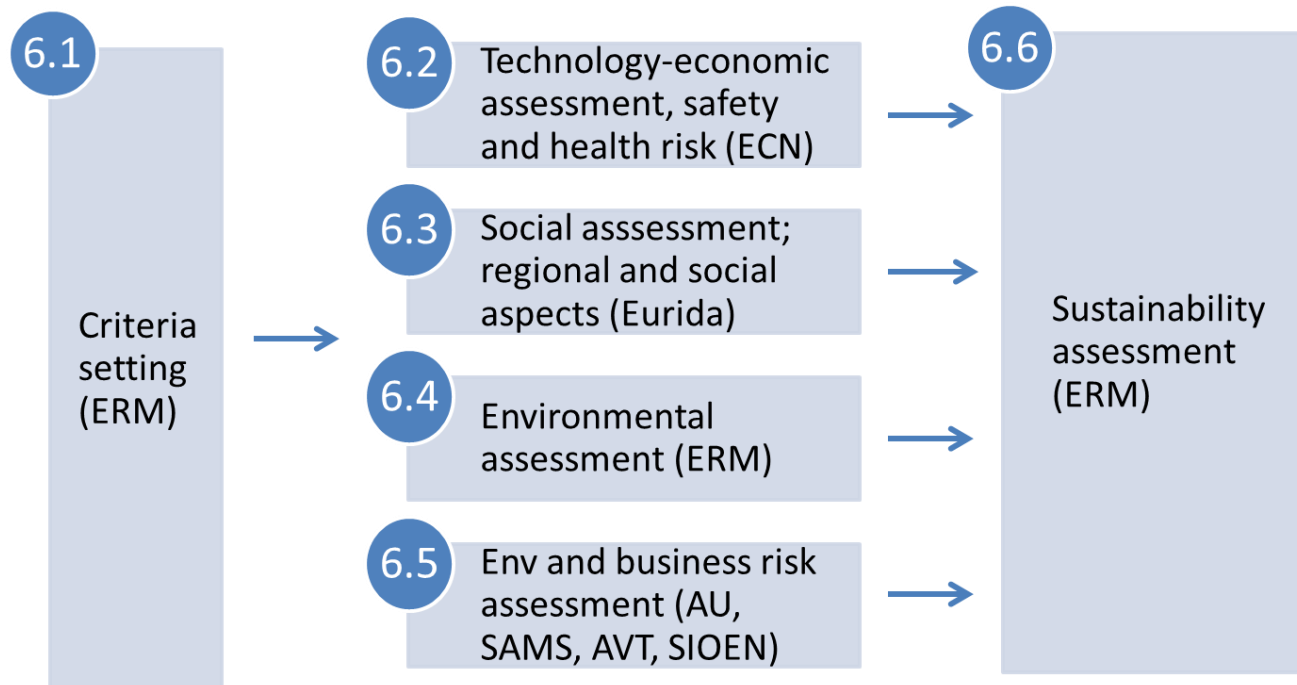 6.1
Criteria
setting
(ERM)
6.2
Technology-economic
assessment, safety
and health risk (ECN)
6.3
Social asssessment;
regional and social
aspects (Eurida)
6.4
Environmental
assessment (ERM)
6.5
Env and business risk
assessment (AU,
SAMS, AVT, SIOEN)
6.6
Sustainability
assessment
(ERM)